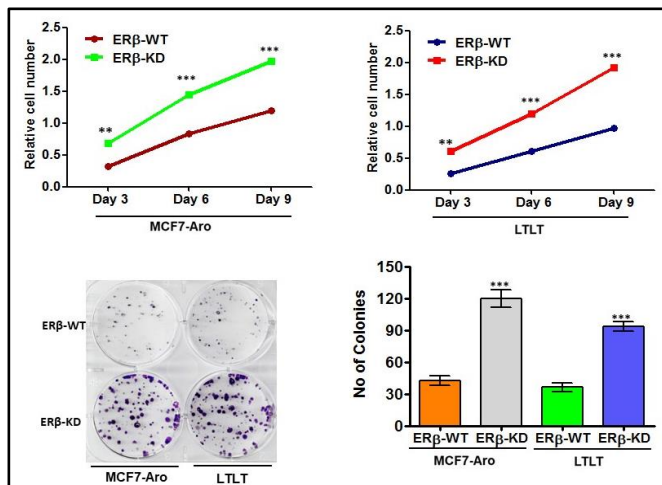 2.5
2.0
1.5
1.0
0.5
0.0
Relative cell number
ERβ-WT
ERβ-KD
**
***
***
Day 3
Day 6
Day 9
MCF7-Aro
2.5
2.0
1.5
1.0
0.5
0.0
Relative cell number
ERβ-WT
ERβ-KD
**
***
***
Day 3
Day 6
Day 9
LTLT
ERβ-WT
ERβ-KD
MCF7-Aro
LTLT
150
120
90
60
30
0
No of Colonies
***
***
ERβ-WT
ERβ-KD
ERβ-WT
ERβ-KD
MCF7-Aro
LTLT